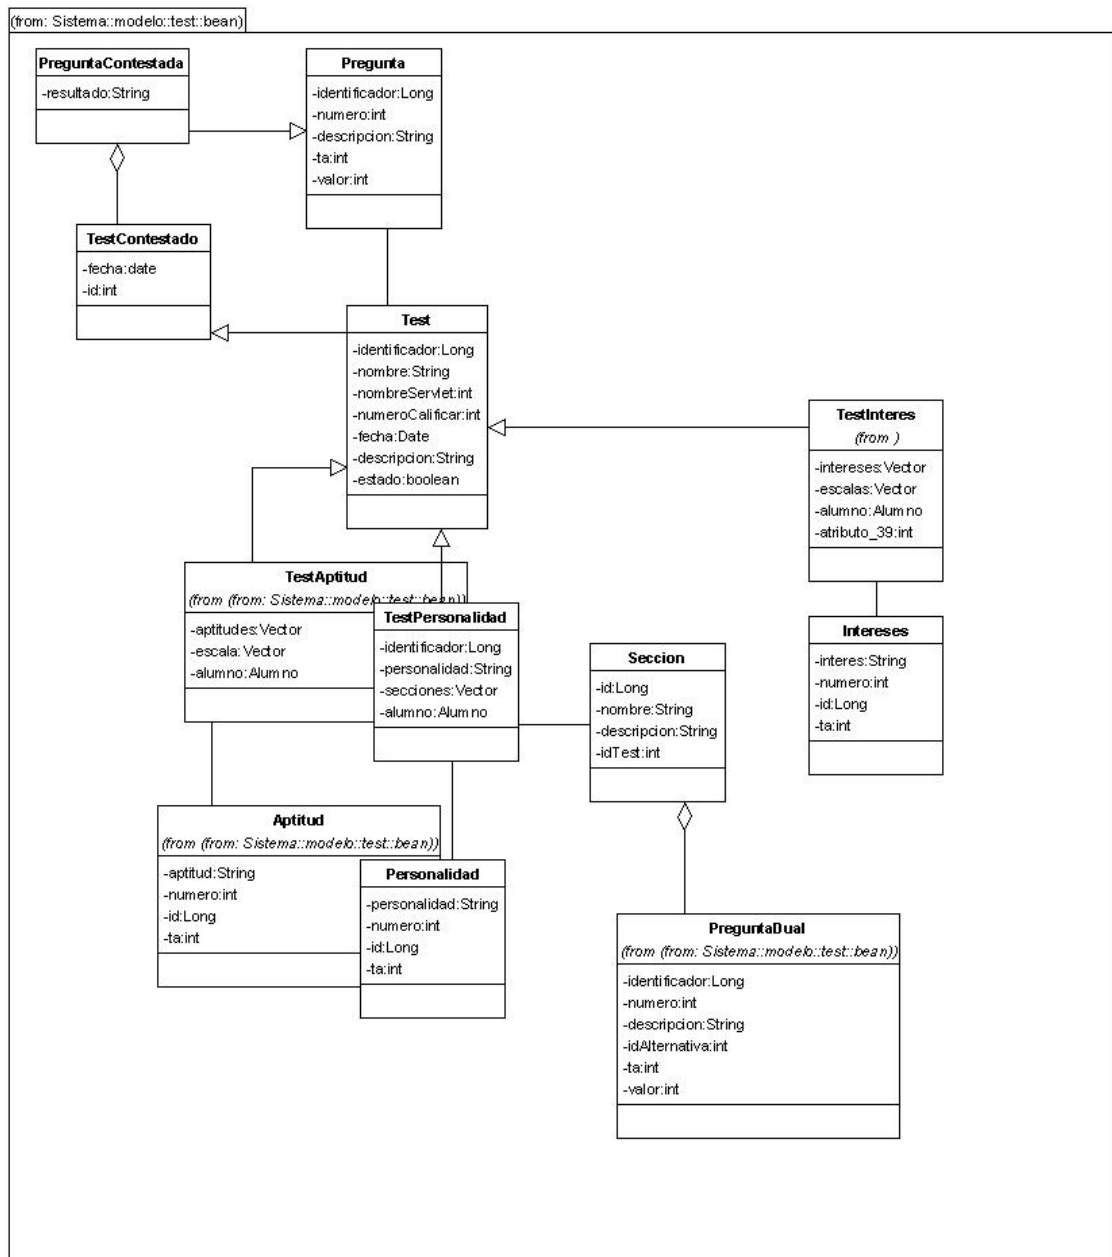 (from: Sistema::modelo::test::bean)
PreguntaContestada
-resultado:String
Pregunta
-identificador:Long
-numero:int
-descripcion:String
-ta:int
-valor:int
TestContestado
-fecha:date
-id:int
Test
-identificador:Long
-nombre:String
-nombreServlet:int
-numeroCalificar:int
-fecha:Date
-descripcion:String
-estado:boolean
TestInteres
(from )
-intereses:Vector
-escalas:Vector
-alumno:Alumno
-atributo_39:int
TestAptitud
(from (from: Sistema::modelo::test::bean))
-aptitudes:Vector
-escala:Vector
-alumno:Alumno
TestPersonalidad
-identificador:Long
-personalidad:String
-secciones:Vector
-alumno:Alumno
Seccion
-id:Long
-nombre:String
-descripcion:String
-idTest:int
Intereses
-interes:String
-numero:int
-id:Long
-ta:int
Aptitud
(from (from: Sistema::modelo::test::bean))
-aptitud:String
-numero:int
-id:Long
-ta:int
Personalidad
-personalidad:String
-numero:int
-id:Long
-ta:int
PreguntaDual
(from (from: Sistema::modelo::test::bean))
-identificador:Long
-numero:int
-descripcion:String
-idAlternativa:int
-ta:int
-valor:int